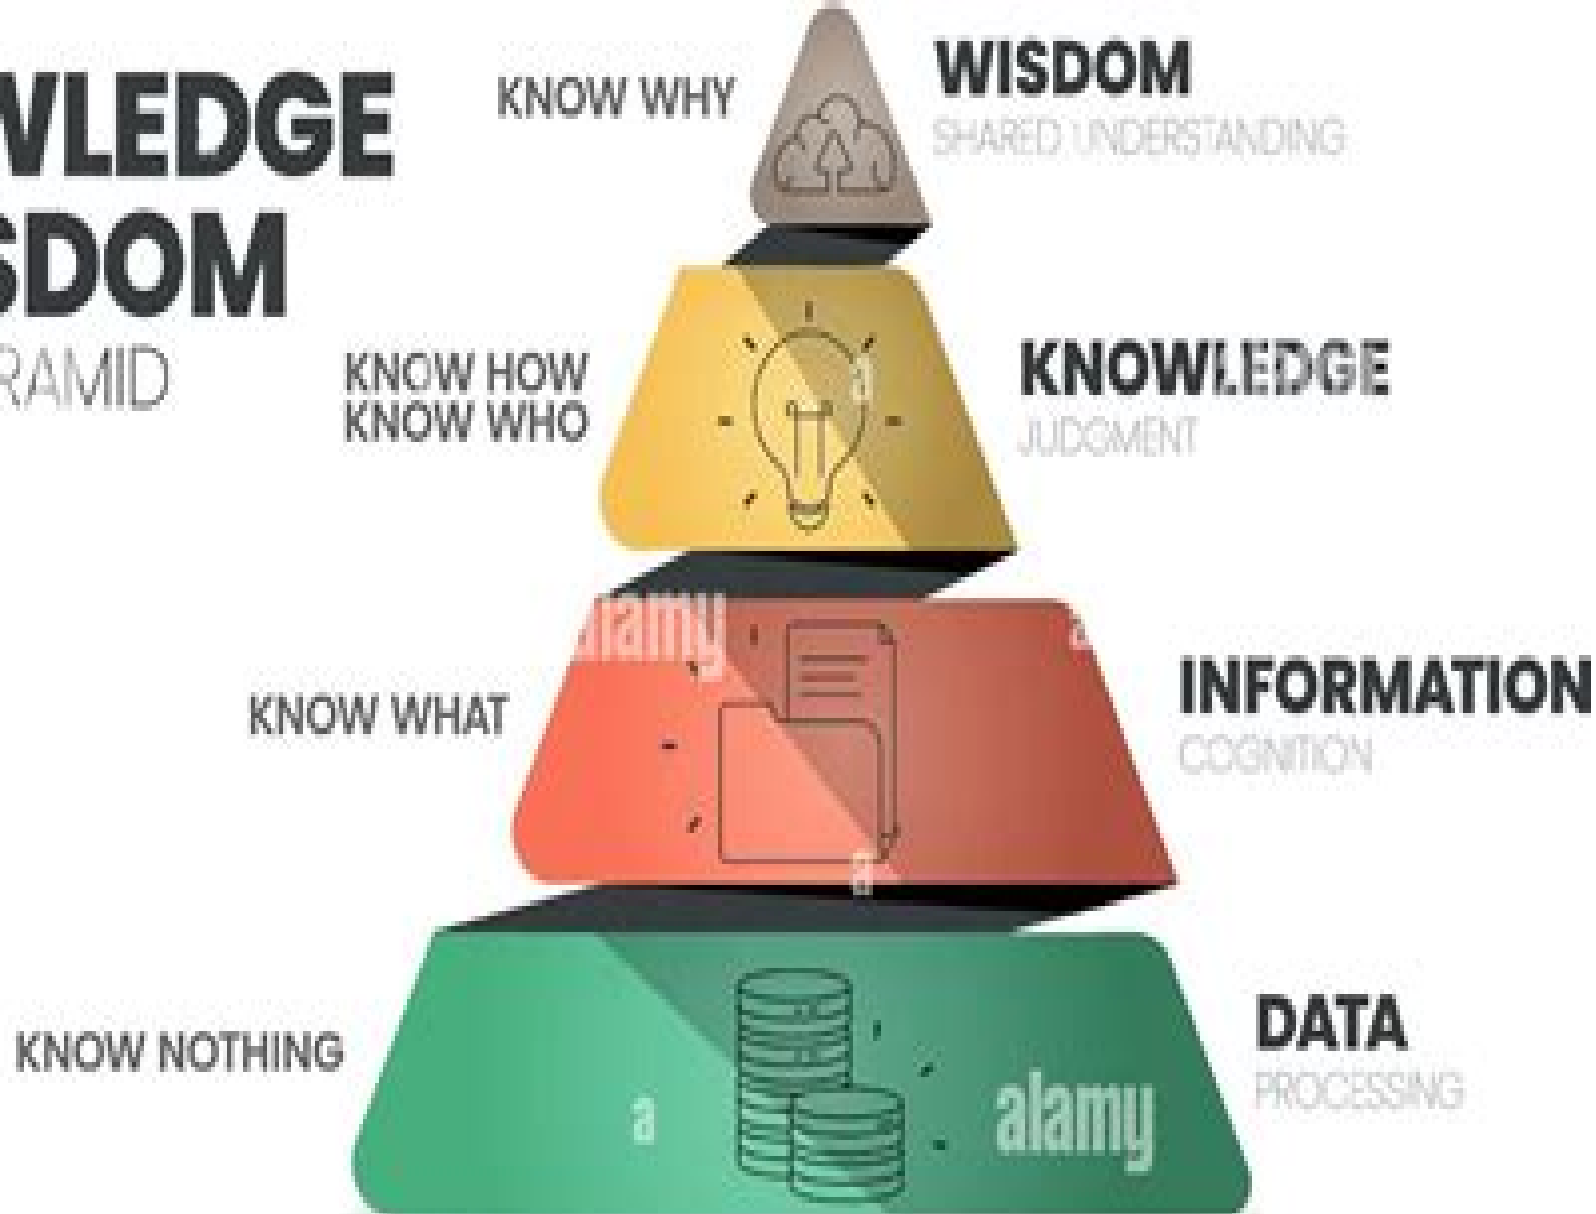 WLEDGE
SDOM
RAMID
KNOW WHY
WISDOM
SHARED UNDERSTANDING
KNOW HOW
KNOW WHO
KNOWLEDGE
JUDGMENT
KNOW WHAT
INFORMATION
COGNITION
KNOW NOTHING
DATA
PROCESSING
a
alamy
a
a
a
alamy